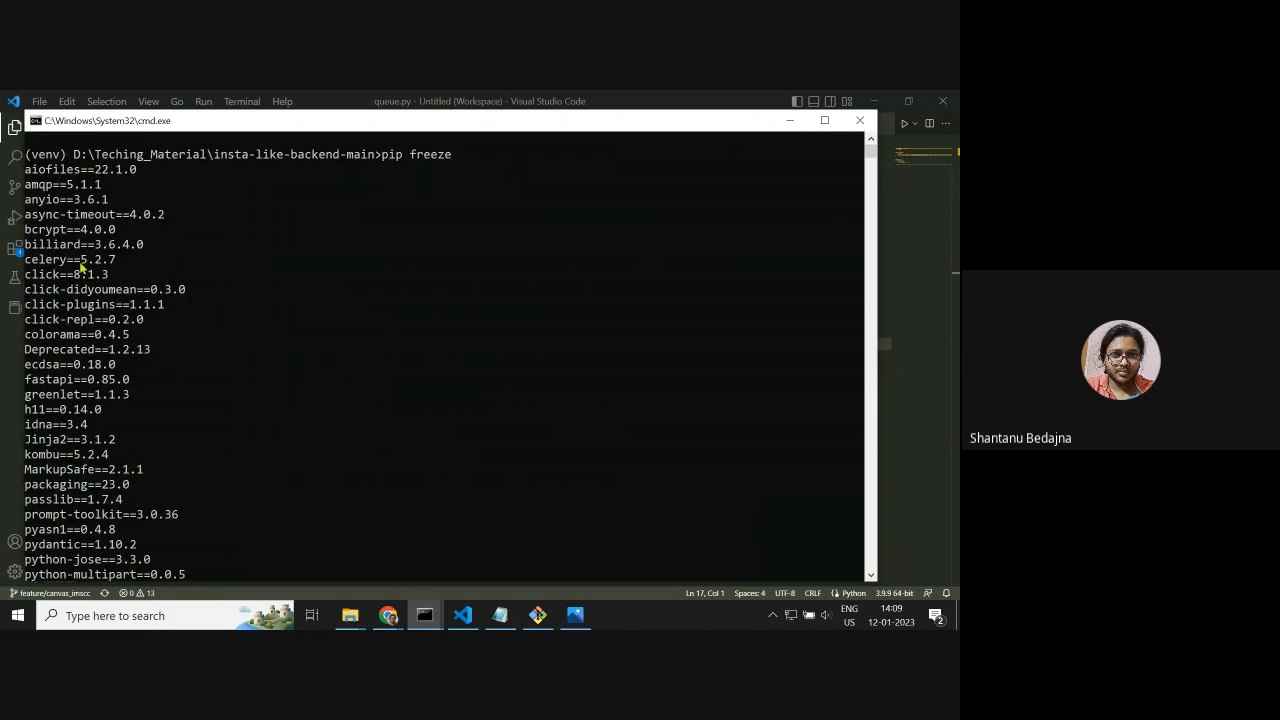 File Edit Selection View Go Run Terminal Help queue.py - Untitled (Workspace) - Visual Studio Code
C:\Windows\System32\cmd.exe
(venv) D:\Teching_Material\insta-like-backend-main>pip freeze
aiofiles==22.1.0
amqp==5.1.1
anyio==3.6.1
async-timeout==4.0.2
bcrypt==4.0.0
billiard==3.6.4.0
celery==5.2.7
click==8.1.3
click-didyoumean==0.3.0
click-plugins==1.1.1
click-repl==0.2.0
colorama==0.4.5
Deprecated==1.2.13
ecdsa==0.18.0
fastapi==0.85.0
greenlet==1.1.3
h11==0.14.0
idna==3.4
Jinja2==3.1.2
kombu==5.2.4
MarkupSafe==2.1.1
packaging==23.0
passlib==1.7.4
prompt-toolkit==3.0.36
pyasn1==0.4.8
pydantic==1.10.2
python-jose==3.3.0
python-multipart==0.0.5
Shantanu Bedajna
feature/canvas_imscc 0 13 Ln 17, Col 1 Spaces: 4 UTF-8 CRLF Python 3.9.9 64-bit
Type here to search
ENG
US
14:09
12-01-2023
2